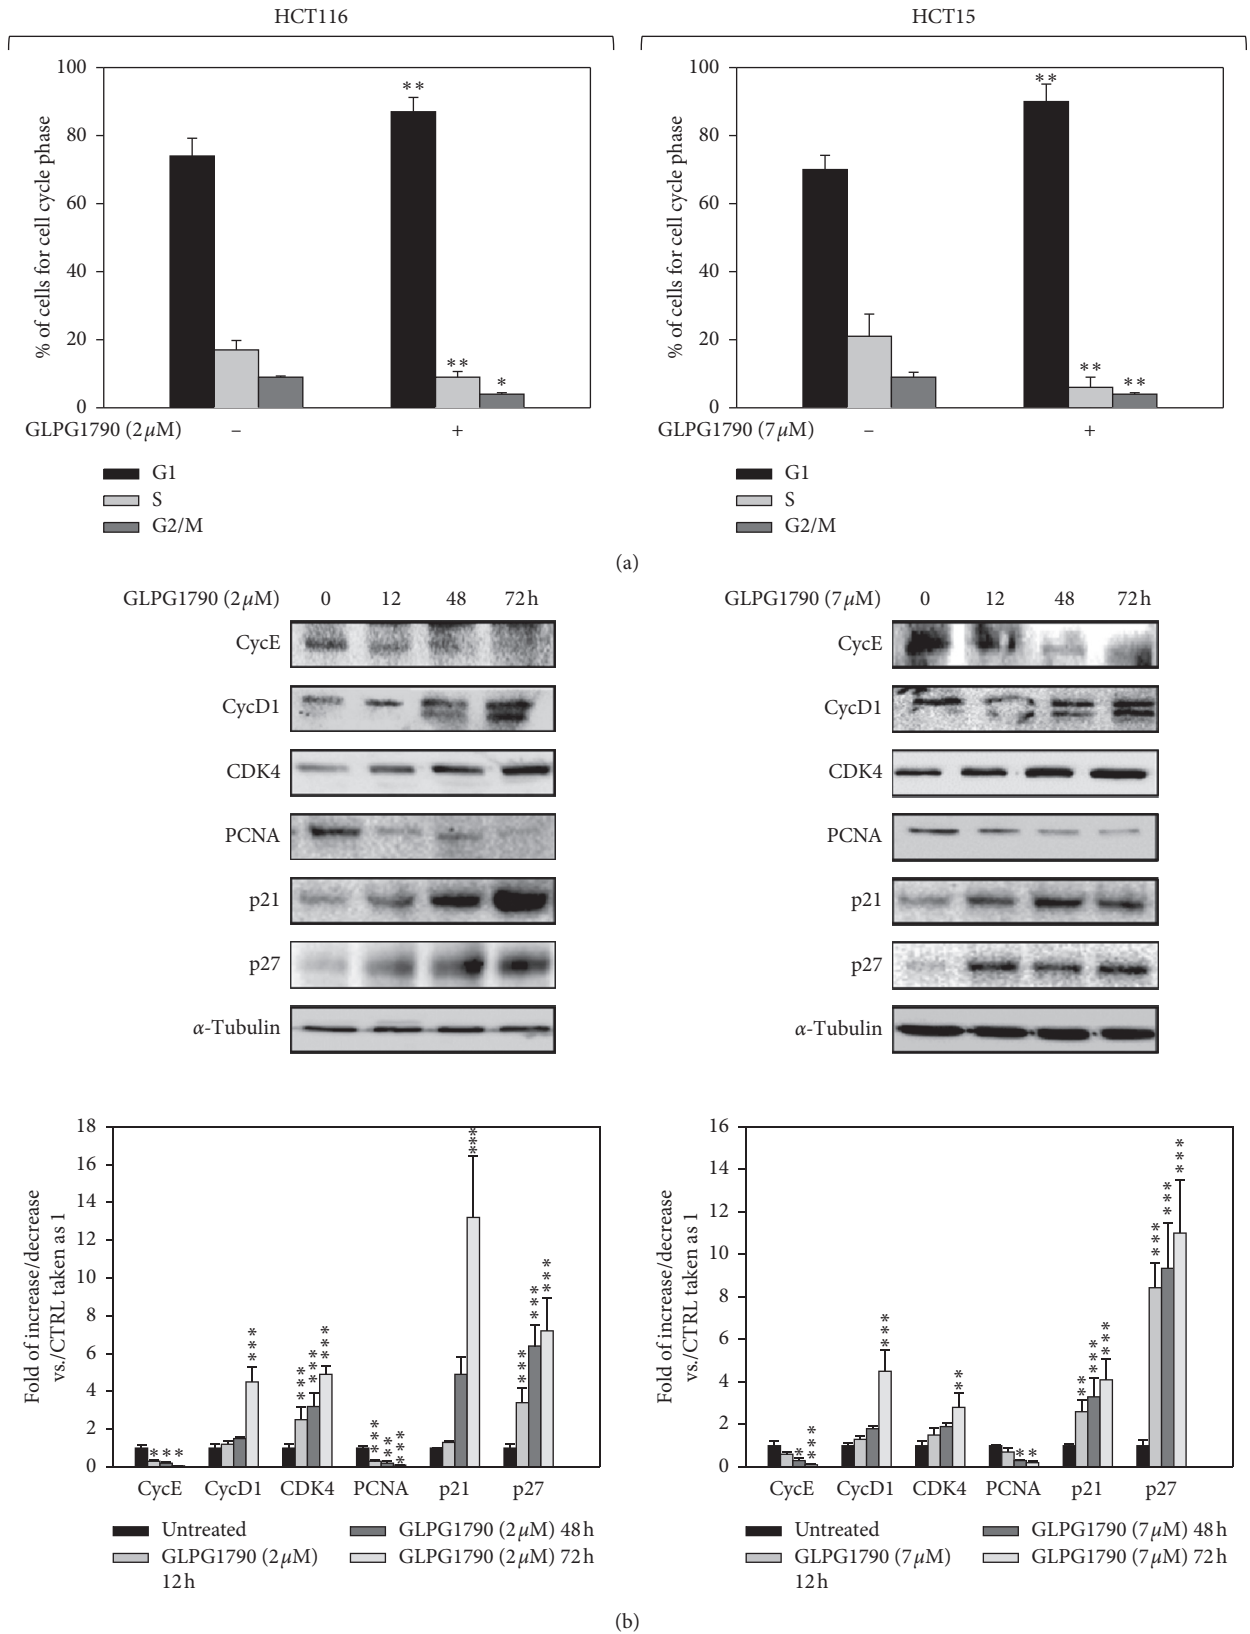 HCT116
HCT15
100
80
60
40
20
0
% of cells for cell cycle phase
** 
** 
*
GLPG1790 (2 μM) – +
G1
S
G2/M
100
80
60
40
20
0
% of cells for cell cycle phase
**
**
**
GLPG1790 (7 μM) – +
G1
S
G2/M
(a)
GLPG1790 (2 μM) 0 12 48 72 h
CycE
CycD1
CDK4
PCNA
p21
p27
α-Tubulin
GLPG1790 (7 μM) 0 12 48 72 h
CycE
CycD1
CDK4
PCNA
p21
p27
α-Tubulin
18
16
14
12
10
8
6
4
2
0
Fold of increase/decrease
vs./CTRL taken as 1
* * *
***
*** *** ***
*** ** ***
***
*** *** ***
CycE CycD1 CDK4 PCNA p21 p27
Untreated
GLPG1790 (2 μM)
12 h
GLPG1790 (2 μM) 48 h
GLPG1790 (2 μM) 72 h
16
14
12
10
8
6
4
2
0
Fold of increase/decrease
vs./CTRL taken as 1
* ***
***
**
* *
** *** ***
*** *** ***
CycE CycD1 CDK4 PCNA p21 p27
Untreated
GLPG1790 (7 μM)
12 h
GLPG1790 (7 μM) 48 h
GLPG1790 (7 μM) 72 h
(b)